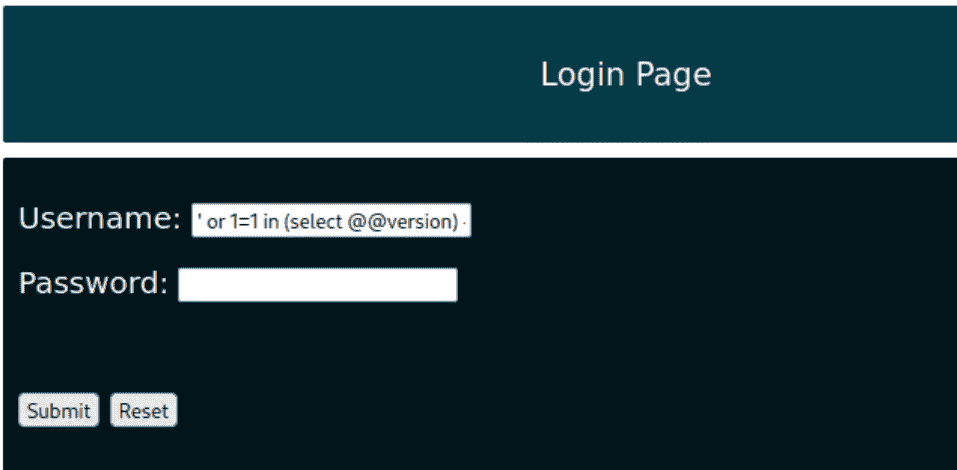 Login Page
Username: ' or 1=1 in (select @@version) -
Password:
Submit Reset